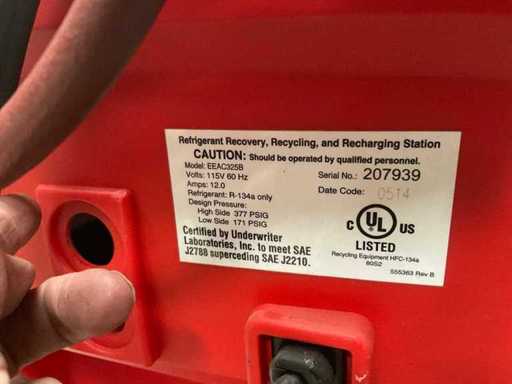 Refrigerant Recovery, Recycling, and Recharging Station
CAUTION: Should be operated by qualified personnel.
Model: EEAC325B
Volts: 115V 60 Hz
Amps: 12.0
Refrigerant: R-134a only
Design Pressure:
High Side 377 PSIG
Low Side 171 PSIG
Certified by Underwriter
Laboratories, Inc. to meet SAE
J2788 superceding SAE J2210.
Serial No.: 207939
Date Code: 0514
C UL US
LISTED
Recycling Equipment HFC-134a
80S2
555363 Rev B